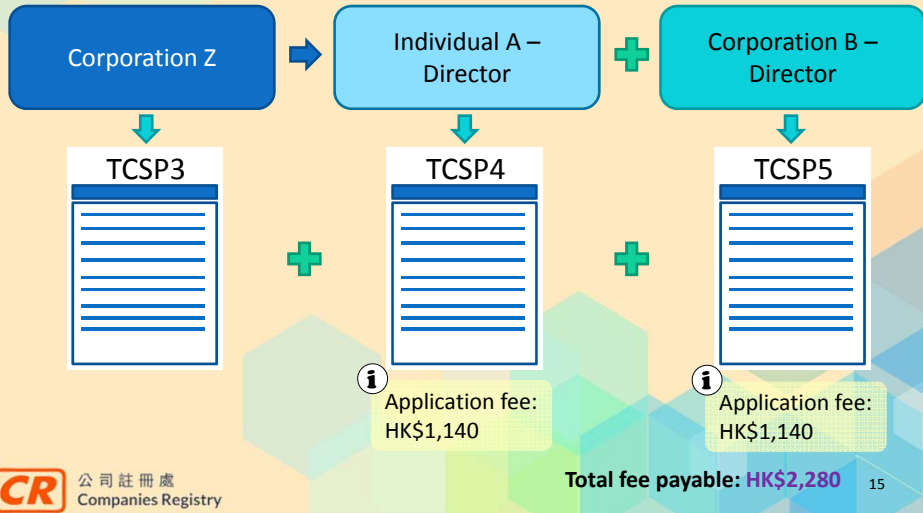 Corporation Z
Individual A –
Director
Corporation B –
Director
TCSP3
TCSP4
TCSP5
i
Application fee:
HK$1,140
i
Application fee:
HK$1,140
CR
公司註冊處
Companies Registry
Total fee payable: HK$2,280
15